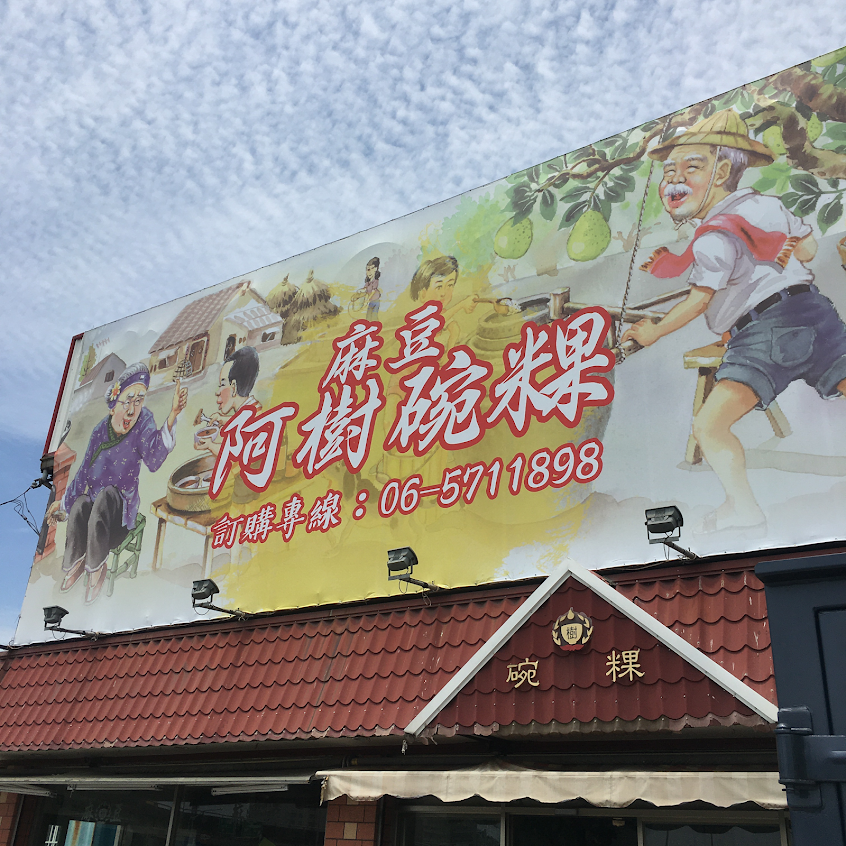 麻豆
阿樹碗粿
訂購專線：06-5711898
樹
碗 粿